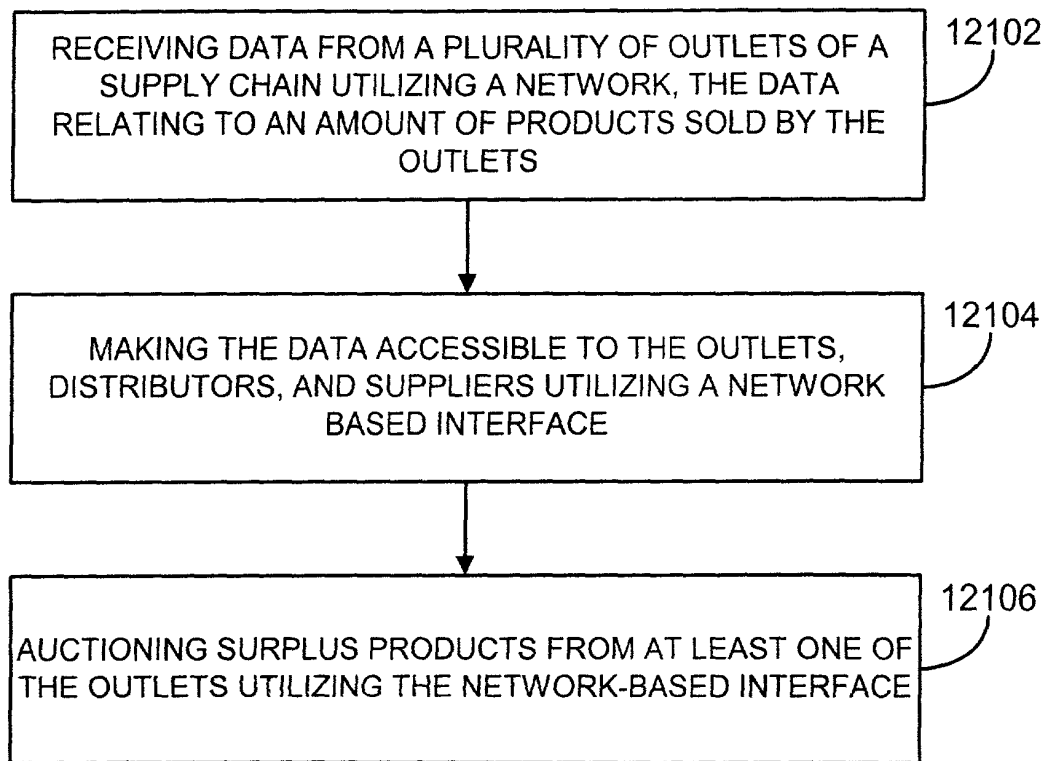 RECEIVING DATA FROM A PLURALITY OF OUTLETS OF A
SUPPLY CHAIN UTILIZING A NETWORK, THE DATA
RELATING TO AN AMOUNT OF PRODUCTS SOLD BY THE
OUTLETS
12102
MAKING THE DATA ACCESSIBLE TO THE OUTLETS,
DISTRIBUTORS, AND SUPPLIERS UTILIZING A NETWORK
BASED INTERFACE
12104
AUCTIONING SURPLUS PRODUCTS FROM AT LEAST ONE OF
THE OUTLETS UTILIZING THE NETWORK-BASED INTERFACE
12106